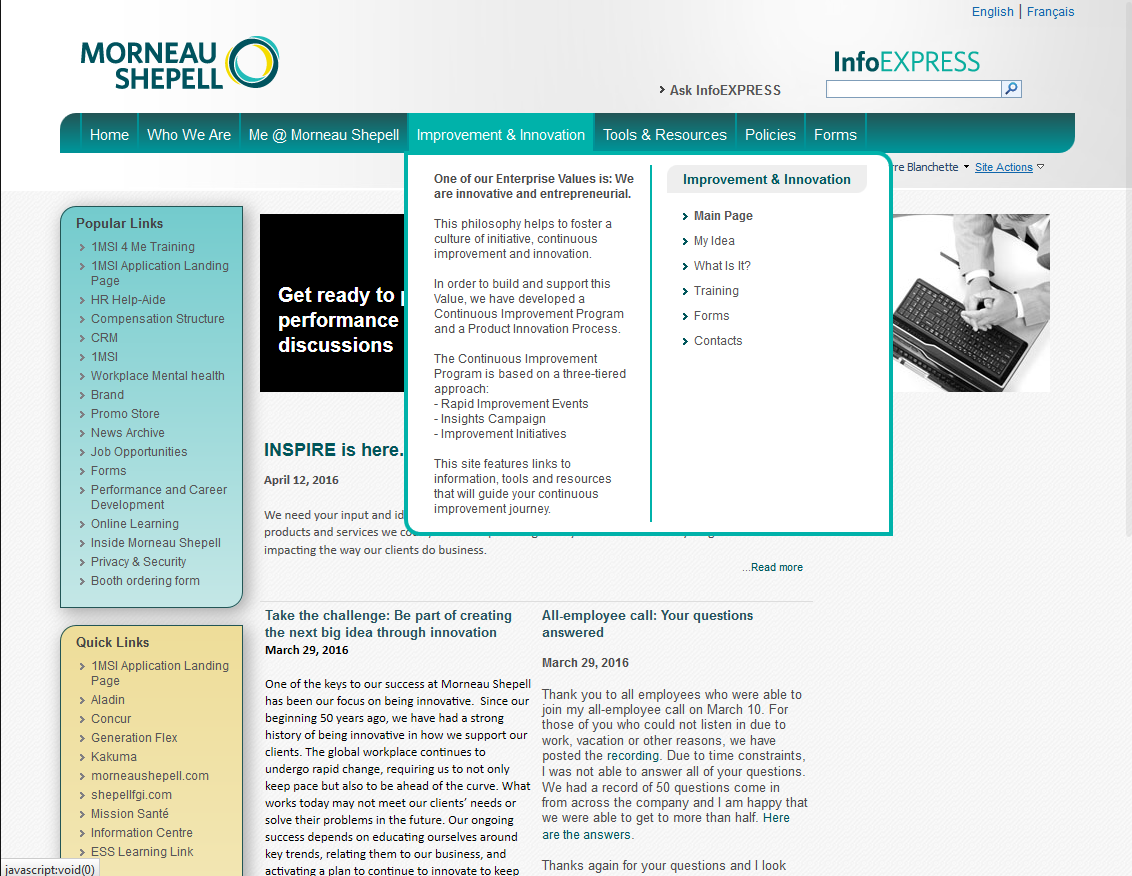 English | Français
MORNEAU
SHEPELL
InfoEXPRESS
Ask InfoEXPRESS
Home
Who We Are
Me @ Morneau Shepell
Improvement & Innovation
Tools & Resources
Policies
Forms
re Blanchette
Site Actions
One of our Enterprise Values is: We
are innovative and entrepreneurial.
This philosophy helps to foster a
culture of initiative, continuous
improvement and innovation.
In order to build and support this
Value, we have developed a
Continuous Improvement Program
and a Product Innovation Process.
The Continuous Improvement
Program is based on a three-tiered
approach:
- Rapid Improvement Events
- Insights Campaign
- Improvement Initiatives
This site features links to
information, tools and resources
that will guide your continuous
improvement journey.
Improvement & Innovation
Main Page
My Idea
What Is It?
Training
Forms
Contacts
Popular Links
1MSI 4 Me Training
1MSI Application Landing
Page
HR Help-Aide
Compensation Structure
CRM
1MSI
Workplace Mental health
Brand
Promo Store
News Archive
Job Opportunities
Forms
Performance and Career
Development
Online Learning
Inside Morneau Shepell
Privacy & Security
Booth ordering form
Quick Links
1MSI Application Landing
Page
Aladin
Concur
Generation Flex
Kakuma
morneaushepell.com
shepellfgi.com
Mission Santé
Information Centre
ESS Learning Link
Get ready to
performance
discussions
INSPIRE is here.
April 12, 2016
We need your input and
products and services we
impacting the way our clients do business.
...Read more
Take the challenge: Be part of creating
the next big idea through innovation
March 29, 2016
One of the keys to our success at Morneau Shepell
has been our focus on being innovative. Since our
beginning 50 years ago, we have had a strong
history of being innovative in how we support our
clients. The global workplace continues to
undergo rapid change, requiring us to not only
keep pace but also to be ahead of the curve. What
works today may not meet our clients' needs or
solve their problems in the future. Our ongoing
success depends on educating ourselves around
key trends, relating them to our business, and
activating a plan to continue to innovate to keep
All-employee call: Your questions
answered
March 29, 2016
Thank you to all employees who were able to
join my all-employee call on March 10. For
those of you who could not listen in due to
work, vacation or other reasons, we have
posted the recording. Due to time constraints,
I was not able to answer all of your questions.
We had a record of 50 questions come in
from across the company and I am happy that
we were able to get to more than half. Here
are the answers.
Thanks again for your questions and I look
javascript:void(0)